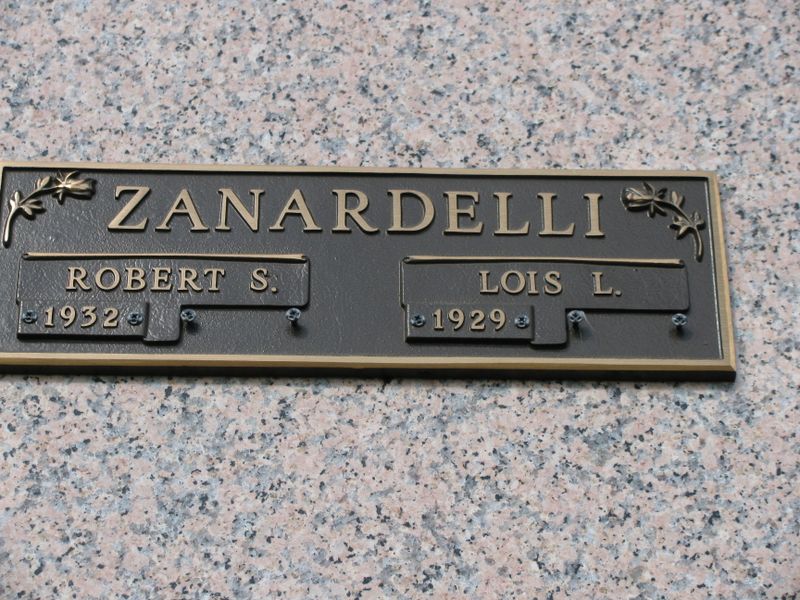 ZANARDELLI
ROBERT S. LOIS L.
1932 1929